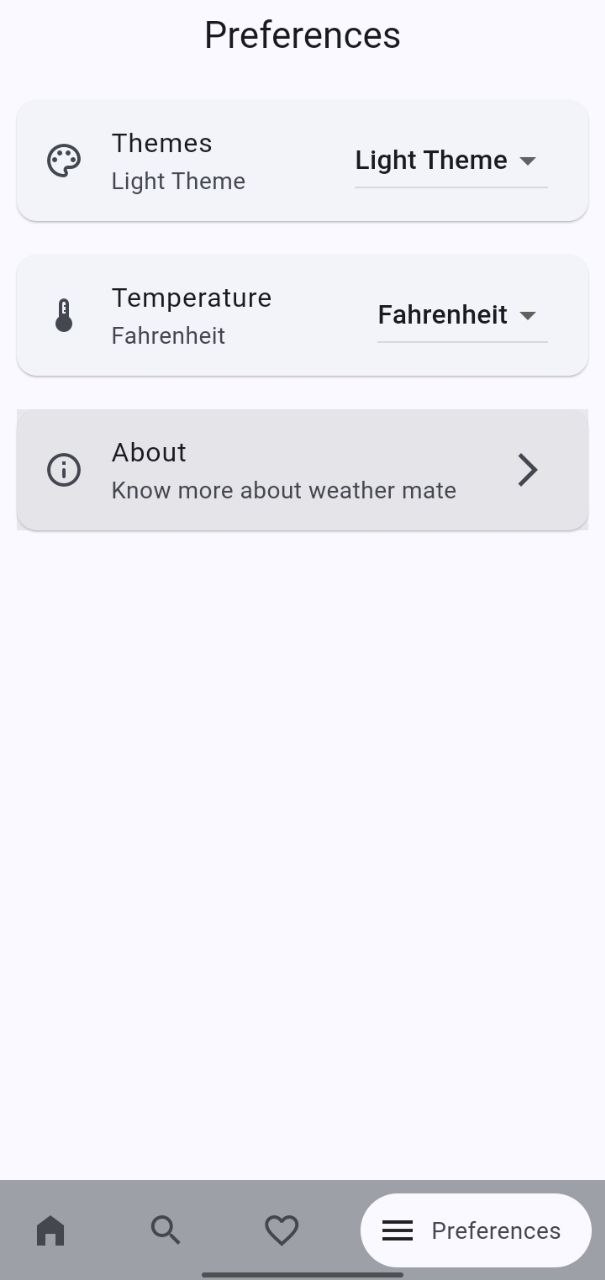 Preferences
Themes
Light Theme
Light Theme
Temperature
Fahrenheit
Fahrenheit
About
Know more about weather mate
Preferences